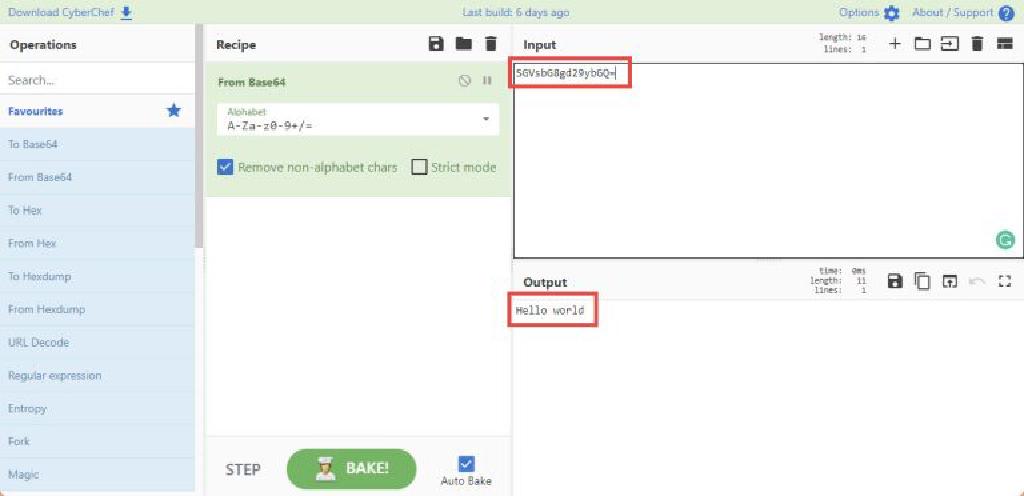 Download CyberChef
Last build: 6 days ago
Options
About / Support
Operations
Search...
Favourites
To Base64
From Base64
To Hex
From Hex
To Hexdump
From Hexdump
URL Decode
Regular expression
Entropy
Fork
Magic
Recipe
From Base64
Alphabet
A-Za-z0-9+/=
Remove non-alphabet chars
Strict mode
STEP
BAKE!
Auto Bake
Input
length: 16
lines: 1
SGVsbG8gd29ybGQ=
Output
time: 0ms
length: 11
lines: 1
Hello world